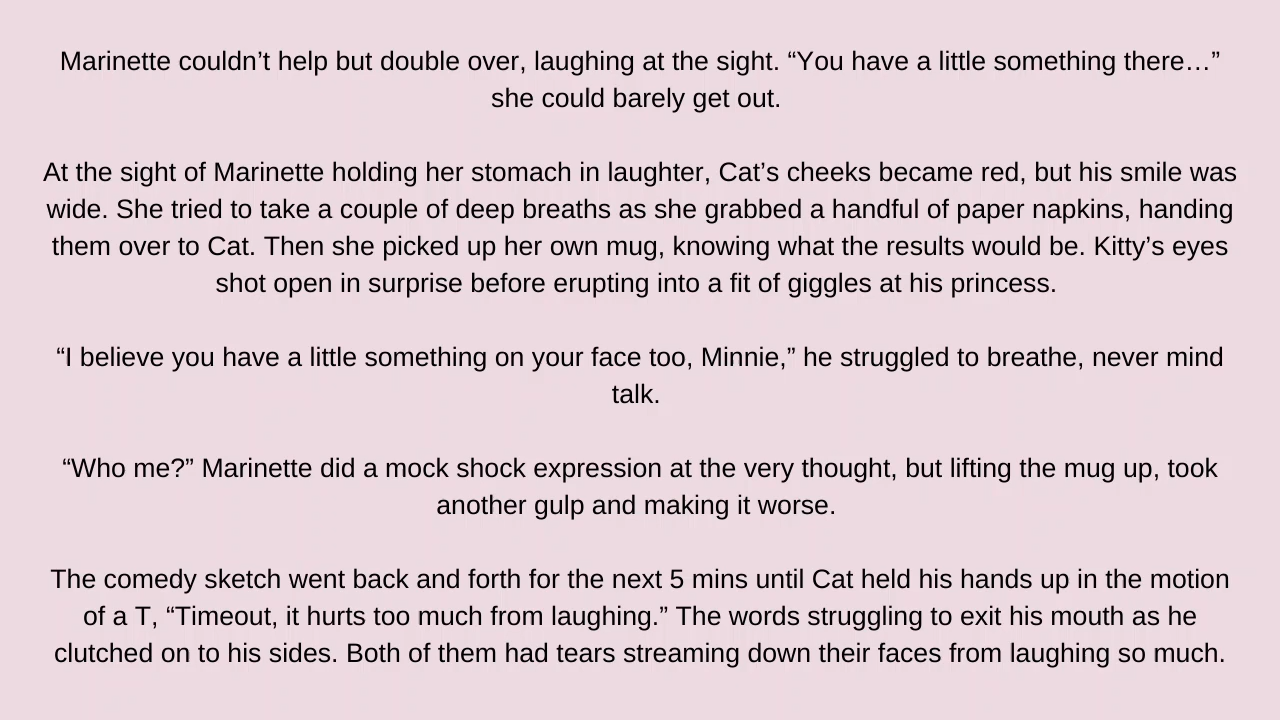 Marinette couldn’t help but double over, laughing at the sight. “You have a little something there…”
she could barely get out.
At the sight of Marinette holding her stomach in laughter, Cat’s cheeks became red, but his smile was
wide. She tried to take a couple of deep breaths as she grabbed a handful of paper napkins, handing
them over to Cat. Then she picked up her own mug, knowing what the results would be. Kitty’s eyes
shot open in surprise before erupting into a fit of giggles at his princess.
“I believe you have a little something on your face too, Minnie,” he struggled to breathe, never mind
talk.
“Who me?” Marinette did a mock shock expression at the very thought, but lifting the mug up, took
another gulp and making it worse.
The comedy sketch went back and forth for the next 5 mins until Cat held his hands up in the motion
of a T, “Timeout, it hurts too much from laughing.” The words struggling to exit his mouth as he
clutched on to his sides. Both of them had tears streaming down their faces from laughing so much.